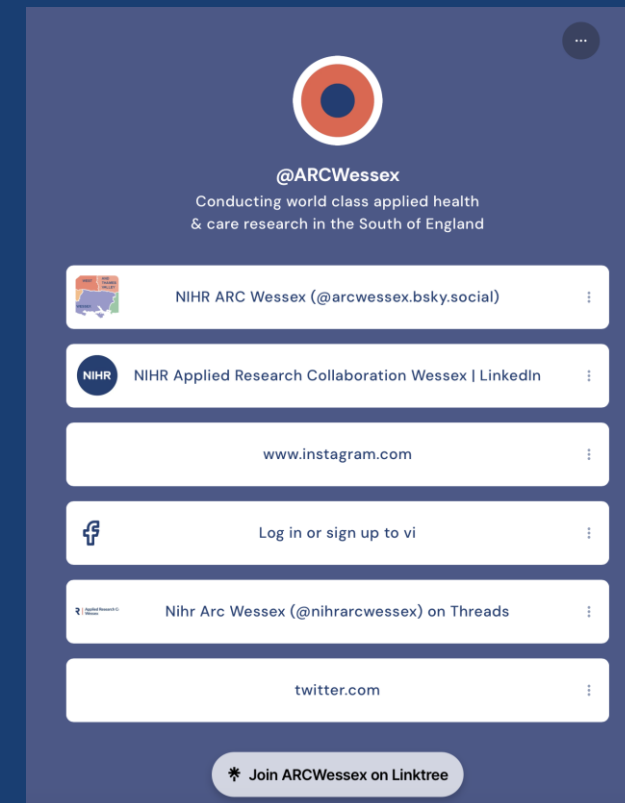 @ARCWessex
Conducting world class applied health
& care research in the South of England
NIHR ARC Wessex (@arcwessex.bsky.social)
NIHR
NIHR Applied Research Collaboration Wessex | LinkedIn
www.instagram.com
Log in or sign up to vi
Nihr Arc Wessex (@nihrarcwessex) on Threads
twitter.com
Join ARCWessex on Linktree